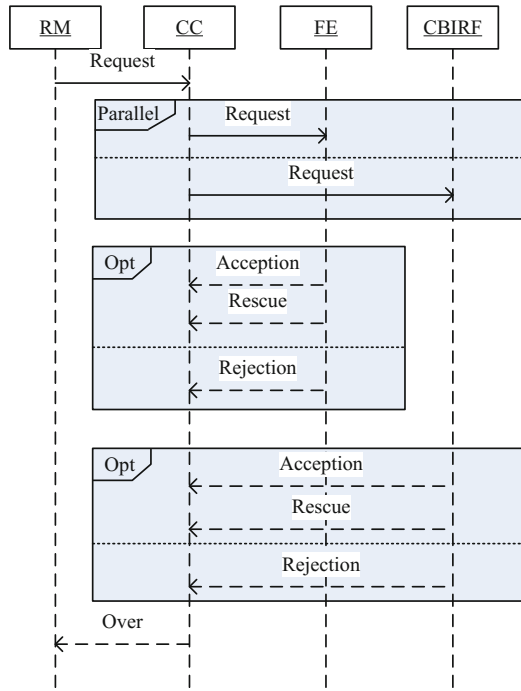 RM CC FE CBIRF
Request
Parallel
Request
Request
Opt
Acception
Rescue
Rejection
Opt
Acception
Rescue
Rejection
Over